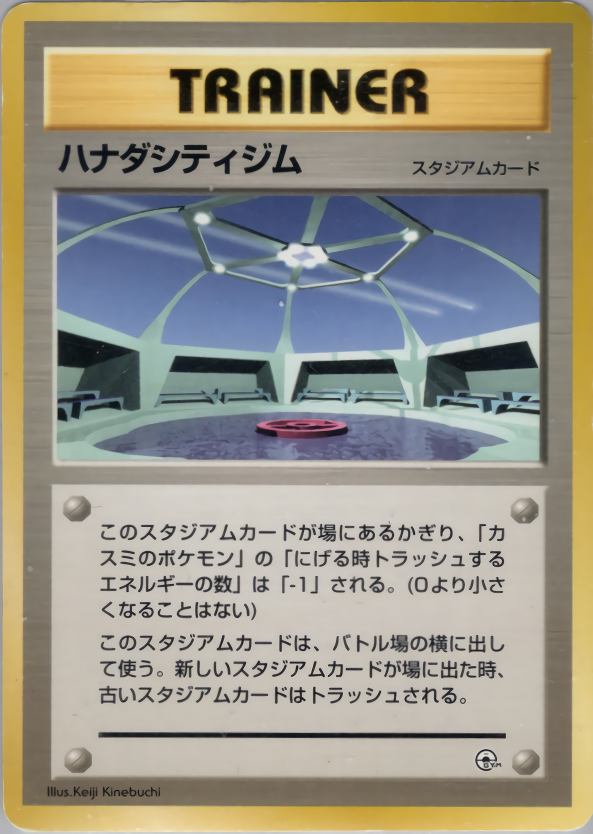 TRAINER
ハナダシティジム
スタジアムカード
このスタジアムカードが場にあるかぎり、「カ
スミのポケモン」の「にげる時トラッシュする
エネルギーの数」は「-1」される。(0より小さ
くなることはない)
このスタジアムカードは、バトル場の横に出し
て使う。新しいスタジアムカードが場に出た時、
古いスタジアムカードはトラッシュされる。
GYM
Illus.Keiji Kinebuchi